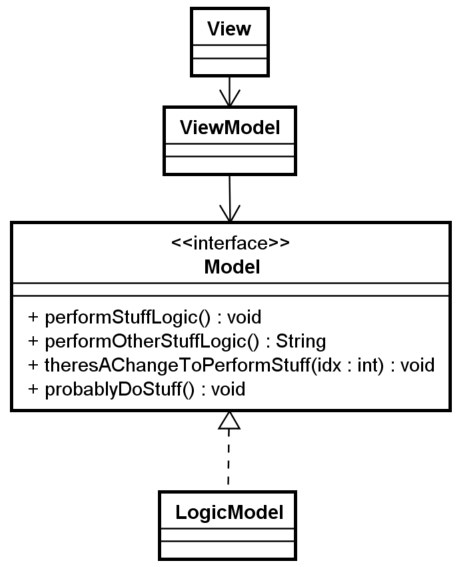 View
ViewModel
<<interface>>
Model
+ performStuffLogic() : void
+ performOtherStuffLogic() : String
+ theresAChangeToPerformStuff(idx : int) : void
+ probablyDoStuff() : void
LogicModel